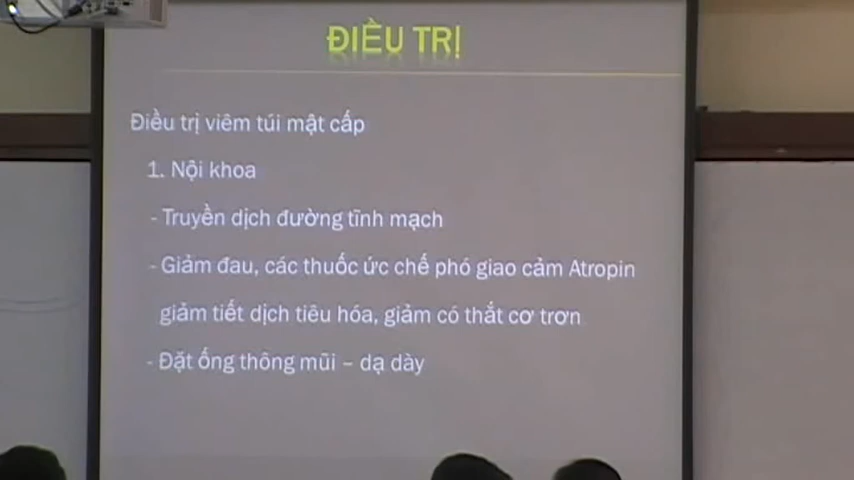 ĐIỀU TRỊ
Điều trị viêm túi mật cấp
1. Nội khoa
- Truyền dịch đường tĩnh mạch
- Giảm đau, các thuốc ức chế phó giao cảm Atropin
giảm tiết dịch tiêu hóa, giảm có thắt cơ trơn
- Đặt ống thông mũi – dạ dày